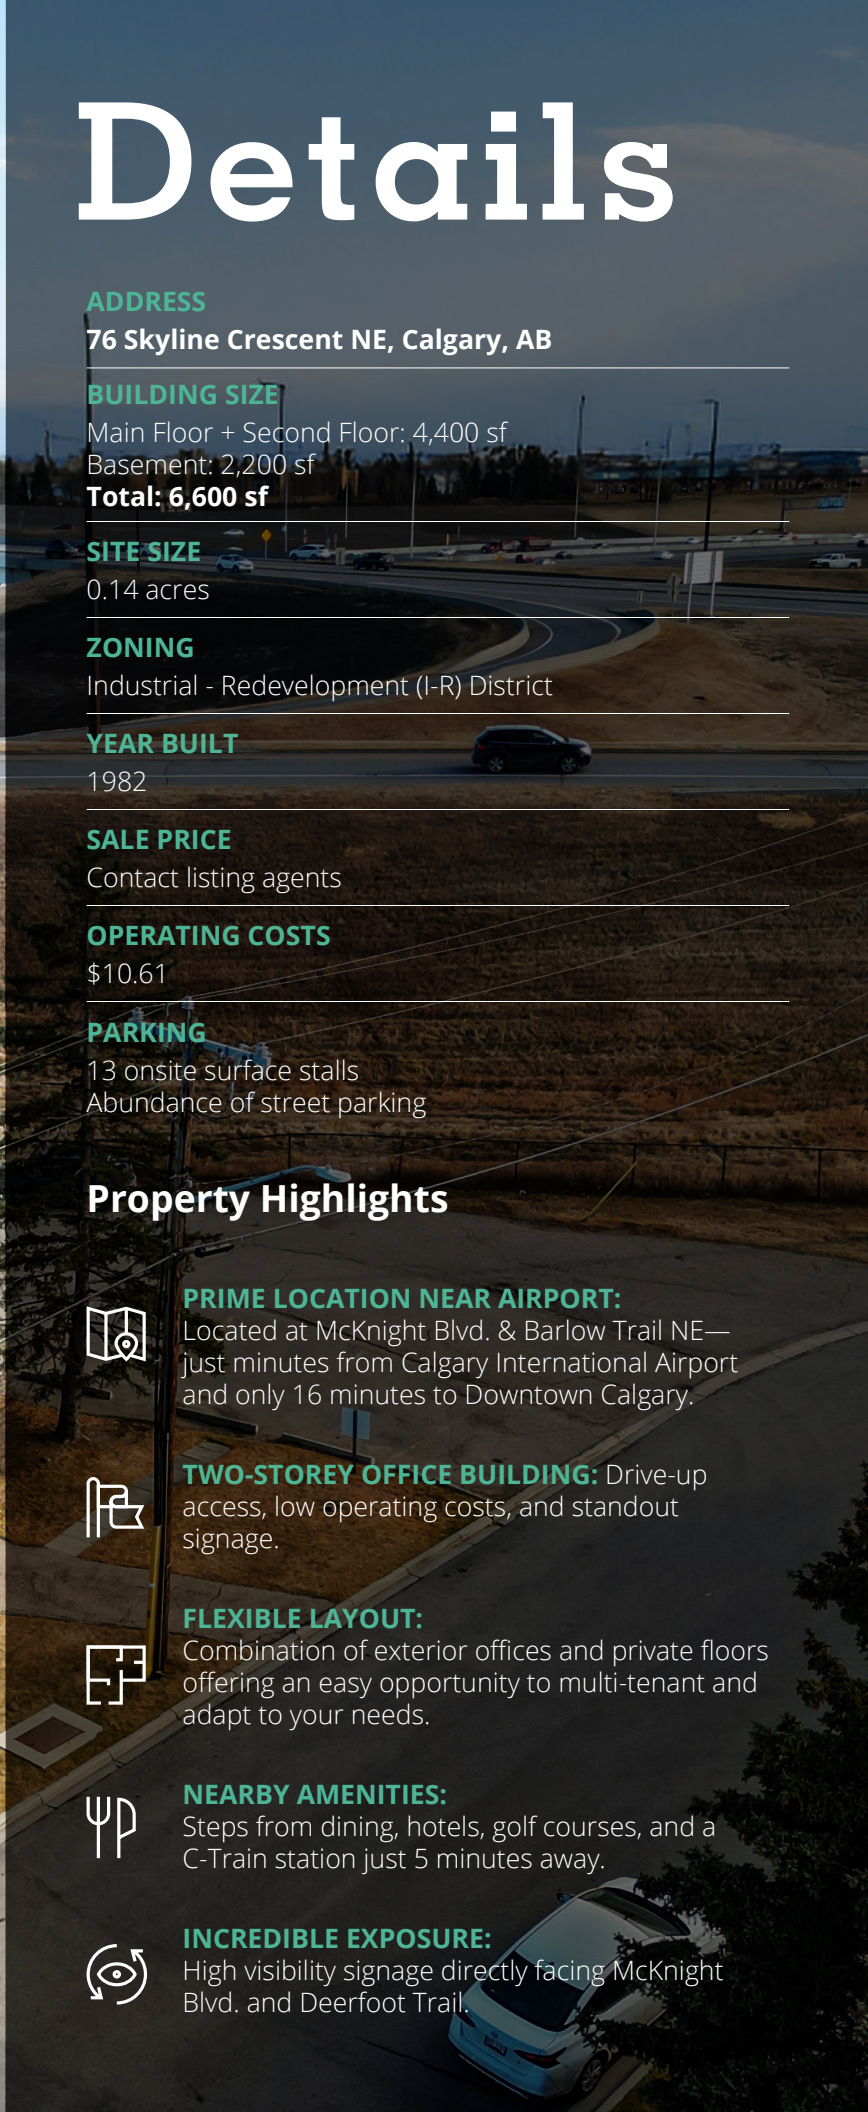 Details
ADDRESS
76 Skyline Crescent NE, Calgary, AB
BUILDING SIZE
Main Floor + Second Floor: 4,400 sf
Basement: 2,200 sf
Total: 6,600 sf
SITE SIZE
0.14 acres
ZONING
Industrial - Redevelopment (I-R) District
YEAR BUILT
1982
SALE PRICE
Contact listing agents
OPERATING COSTS
$10.61
PARKING
13 onsite surface stalls
Abundance of street parking
Property Highlights
PRIME LOCATION NEAR AIRPORT:
Located at McKnight Blvd. & Barlow Trail NE—
just minutes from Calgary International Airport
and only 16 minutes to Downtown Calgary.
TWO-STOREY OFFICE BUILDING: Drive-up
access, low operating costs, and standout
signage.
FLEXIBLE LAYOUT:
Combination of exterior offices and private floors
offering an easy opportunity to multi-tenant and
adapt to your needs.
NEARBY AMENITIES:
Steps from dining, hotels, golf courses, and a
C-Train station just 5 minutes away.
INCREDIBLE EXPOSURE:
High visibility signage directly facing McKnight
Blvd. and Deerfoot Trail.